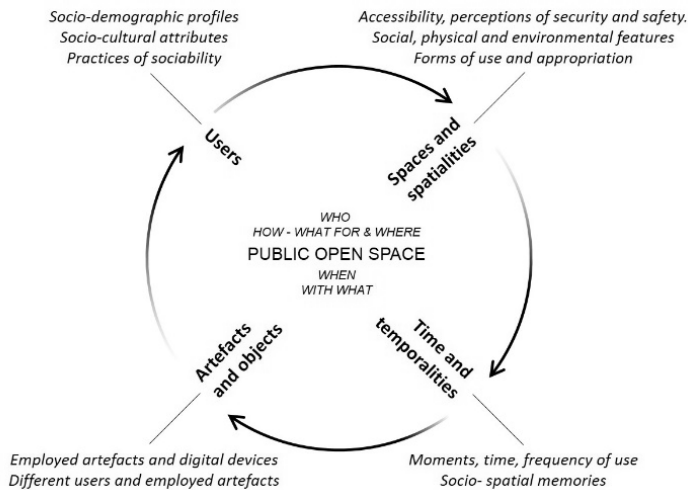 Socio-demographic profiles
Socio-cultural attributes
Practices of sociability
Accessibility, perceptions of security and safety.
Social, physical and environmental features
Forms of use and appropriation
Users
Spaces and
spatialities
WHO
HOW - WHAT FOR & WHERE
PUBLIC OPEN SPACE
WHEN
WITH WHAT
Artefacts
and objects
Time and
temporalities
Employed artefacts and digital devices
Different users and employed artefacts
Moments, time, frequency of use
Socio- spatial memories